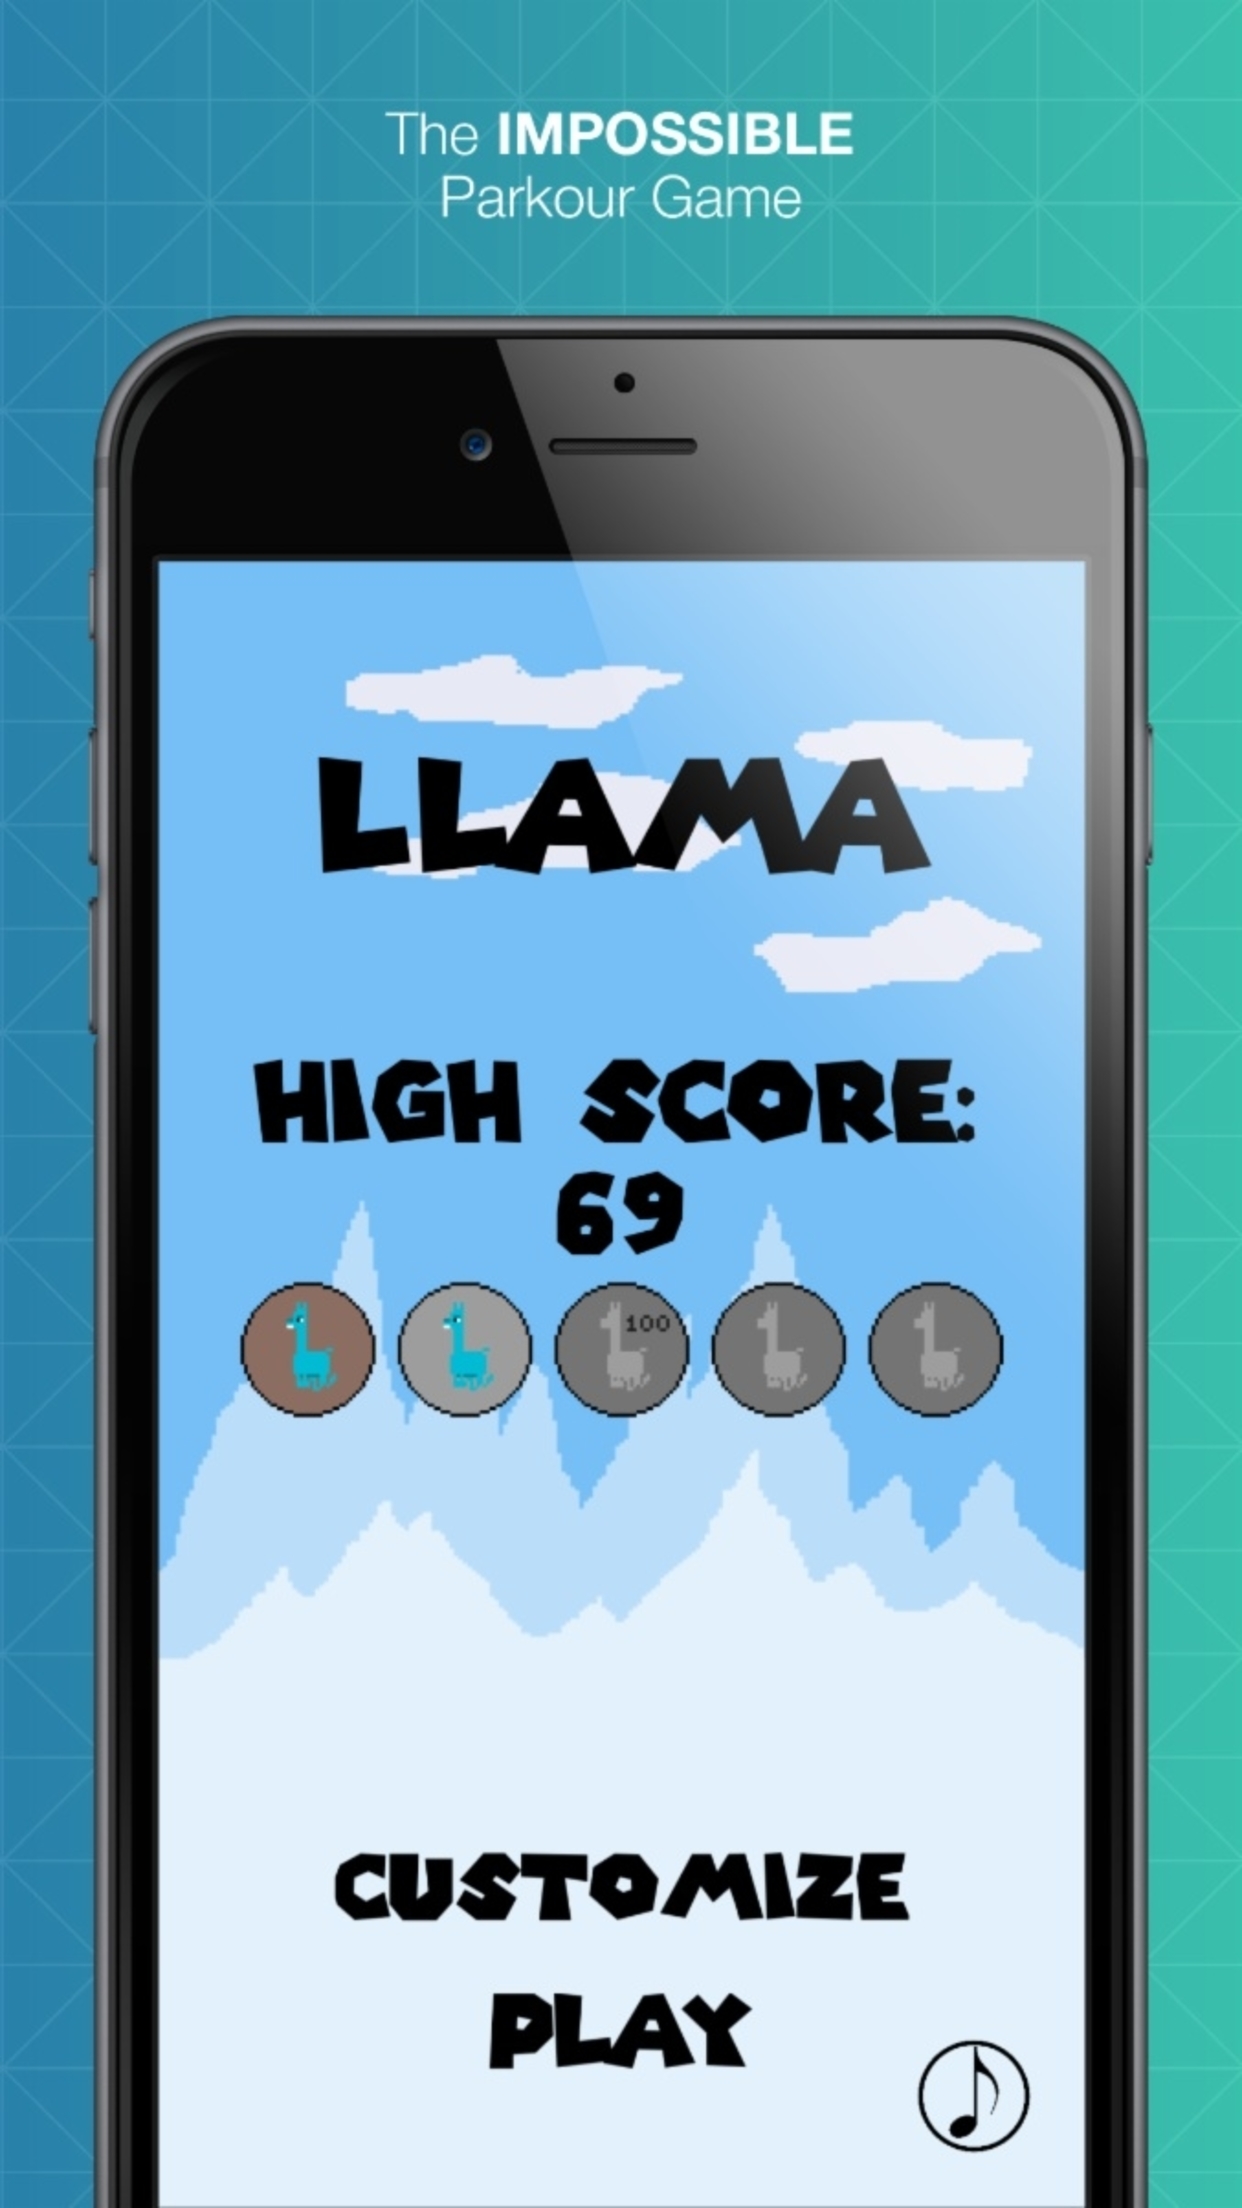 The IMPOSSIBLE
Parkour Game
LLAMA
HIGH SCORE:
69
100
CUSTOMIZE
PLAY